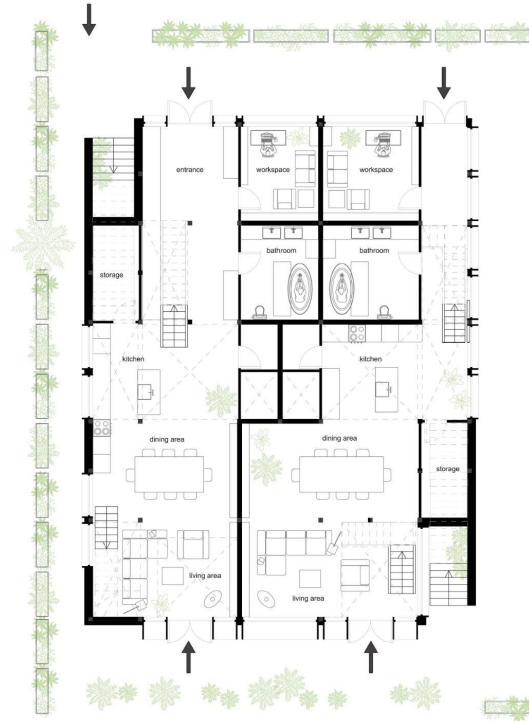 entrance
workspace
workspace
bathroom
bathroom
storage
kitchen
kitchen
dining area
dining area
storage
living area
living area